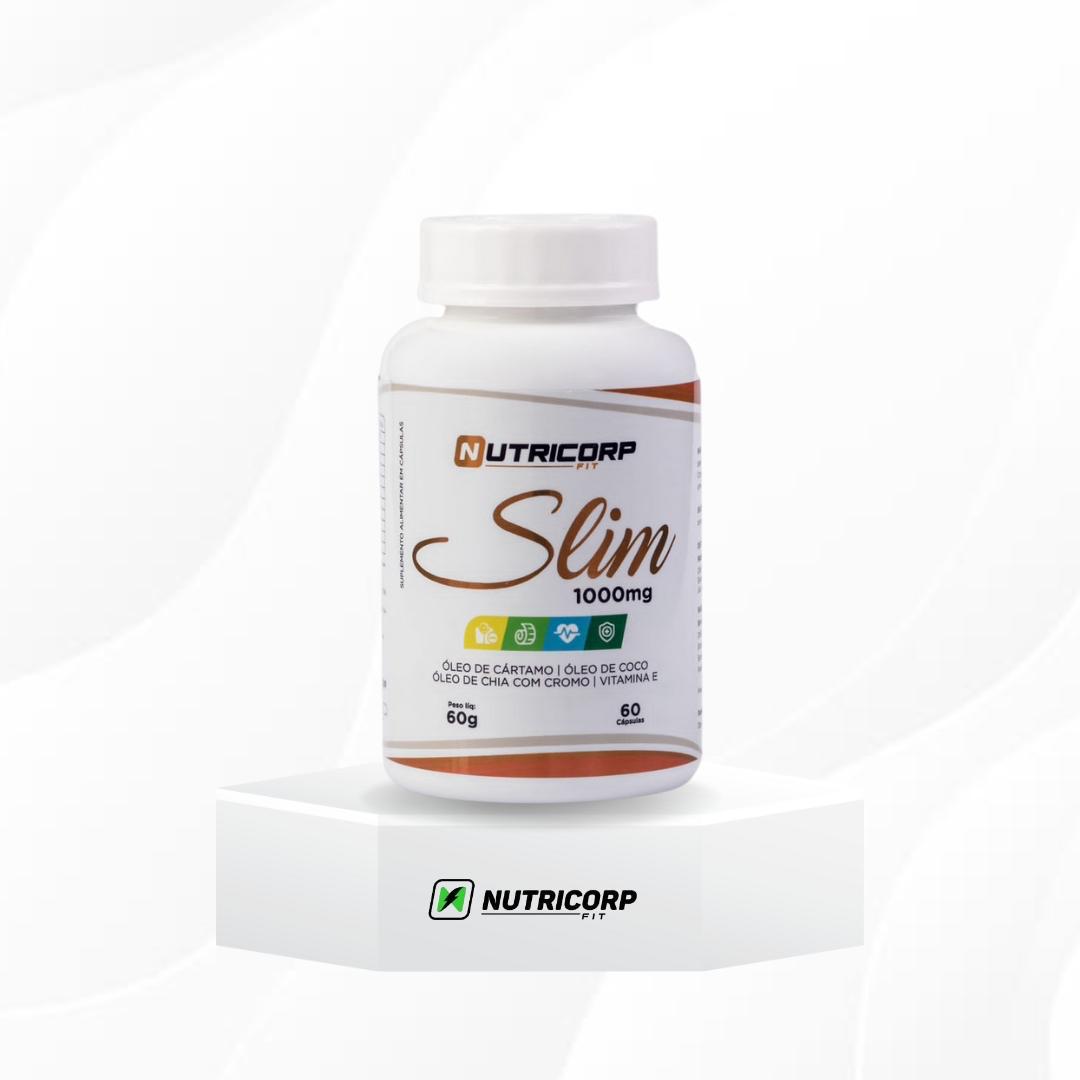 NUTRICORP
FIT
Slim
1000mg
SUPLEMENTO ALIMENTAR EM CÁPSULAS
ÓLEO DE CÁRTAMO | ÓLEO DE COCO
ÓLEO DE CHIA COM CROMO | VITAMINA E
Peso líq:
60g
60
Cápsulas
NUTRICORP
FIT